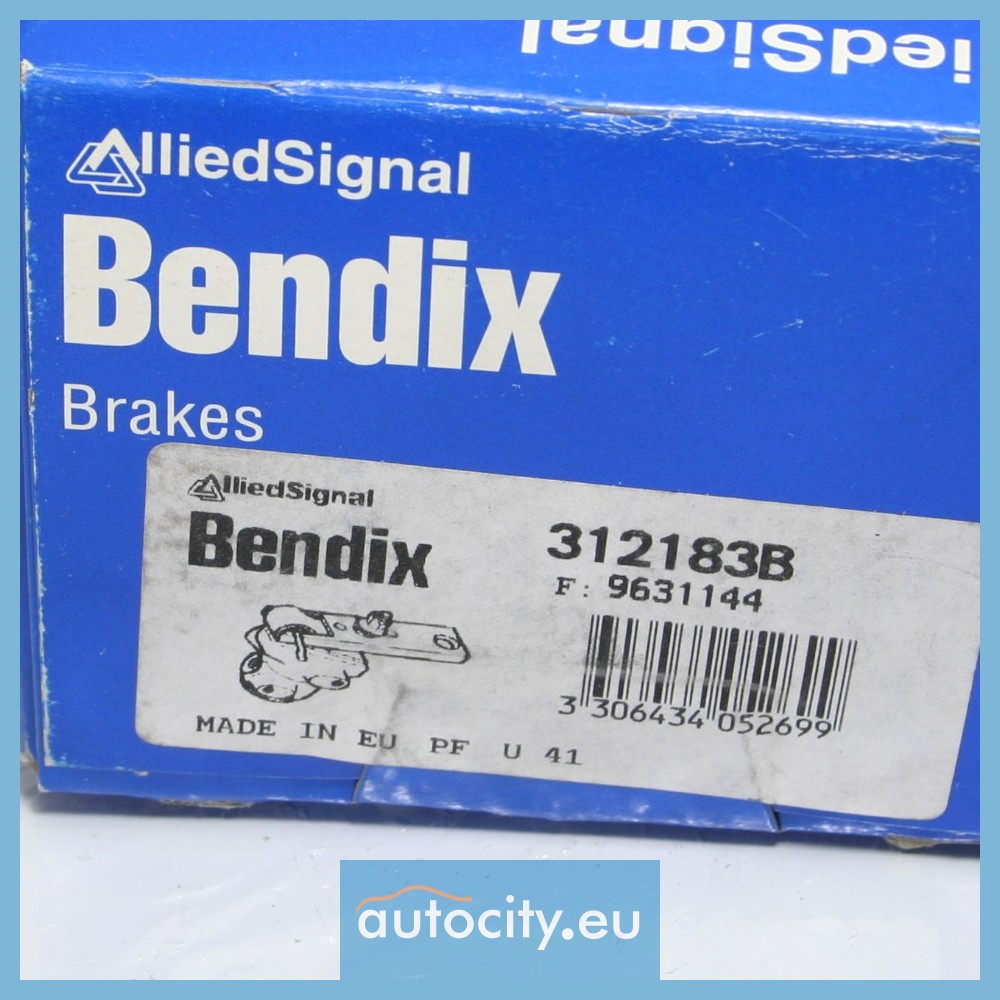 iedSignal
AlliedSignal
Bendix
Brakes
AlliedSignal
Bendix
312183B
F: 9631144
3 306434 052699
MADE IN EU PF U 41
autocity.eu